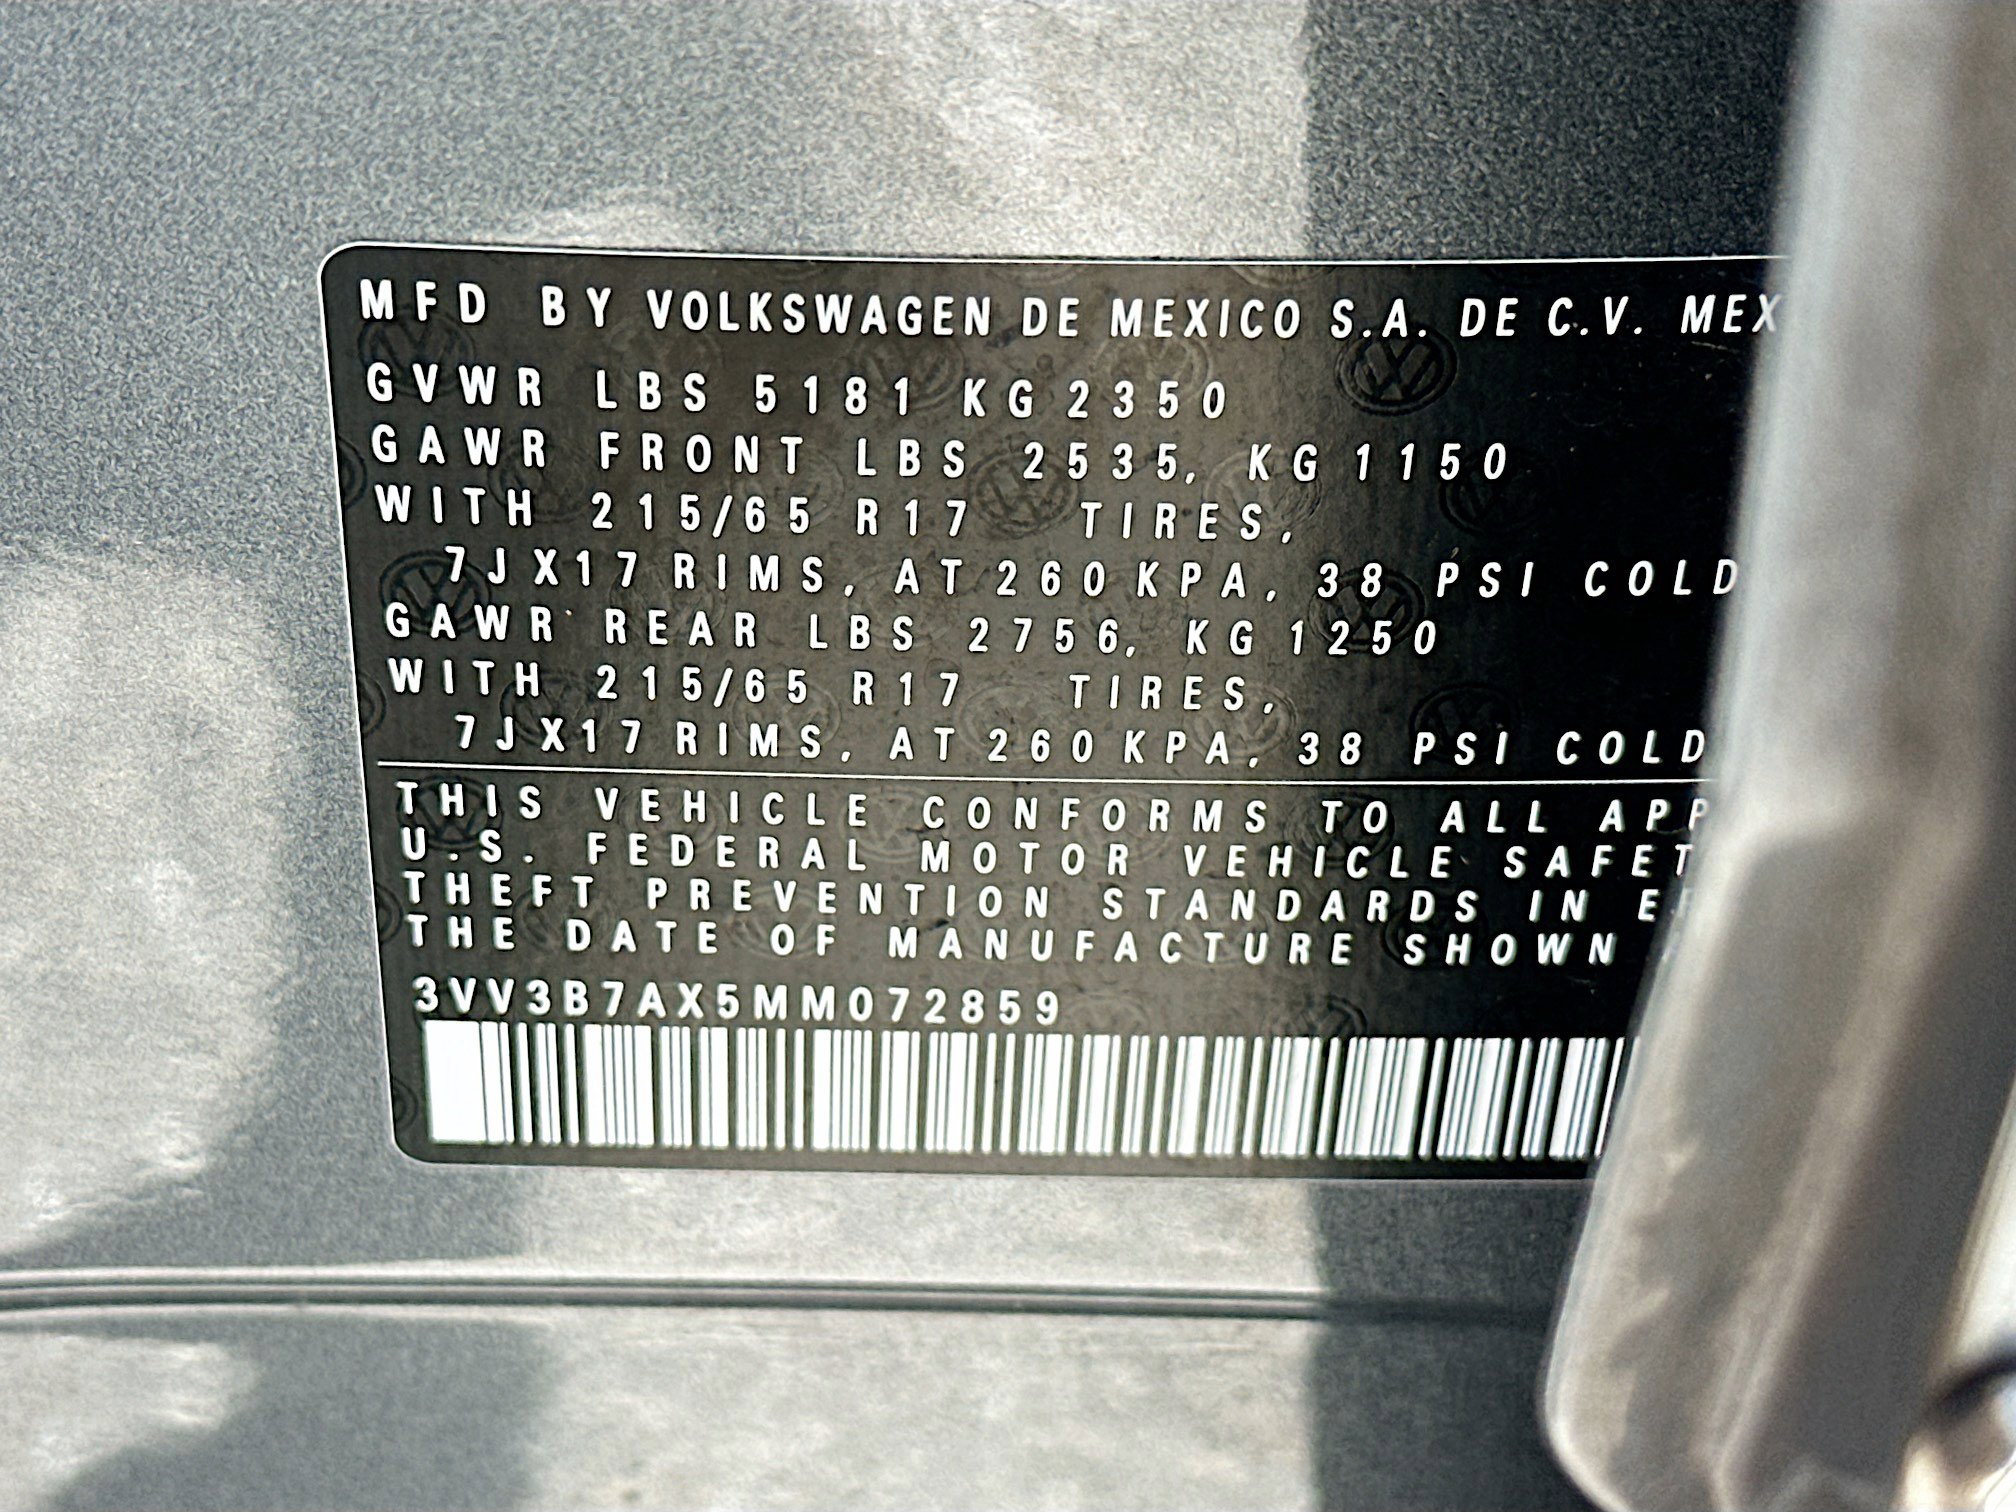 MFD BY VOLKSWAGEN DE MEXICO S.A. DE C.V. MEX
GVWR LBS 5181 KG 2350
GAWR FRONT LBS 2535, KG 1150
WITH 215/65 R17 TIRES,
7JX17 RIMS, AT 260 KPA, 38 PSI COLD
GAWR REAR LBS 2756, KG 1250
WITH 215/65 R17 TIRES,
7JX17 RIMS, AT 260 KPA, 38 PSI COLD
THIS VEHICLE CONFORMS TO ALL APP
U.S. FEDERAL MOTOR VEHICLE SAFET
THEFT PREVENTION STANDARDS IN EF
THE DATE OF MANUFACTURE SHOWN
3VV3B7AX5MM072859